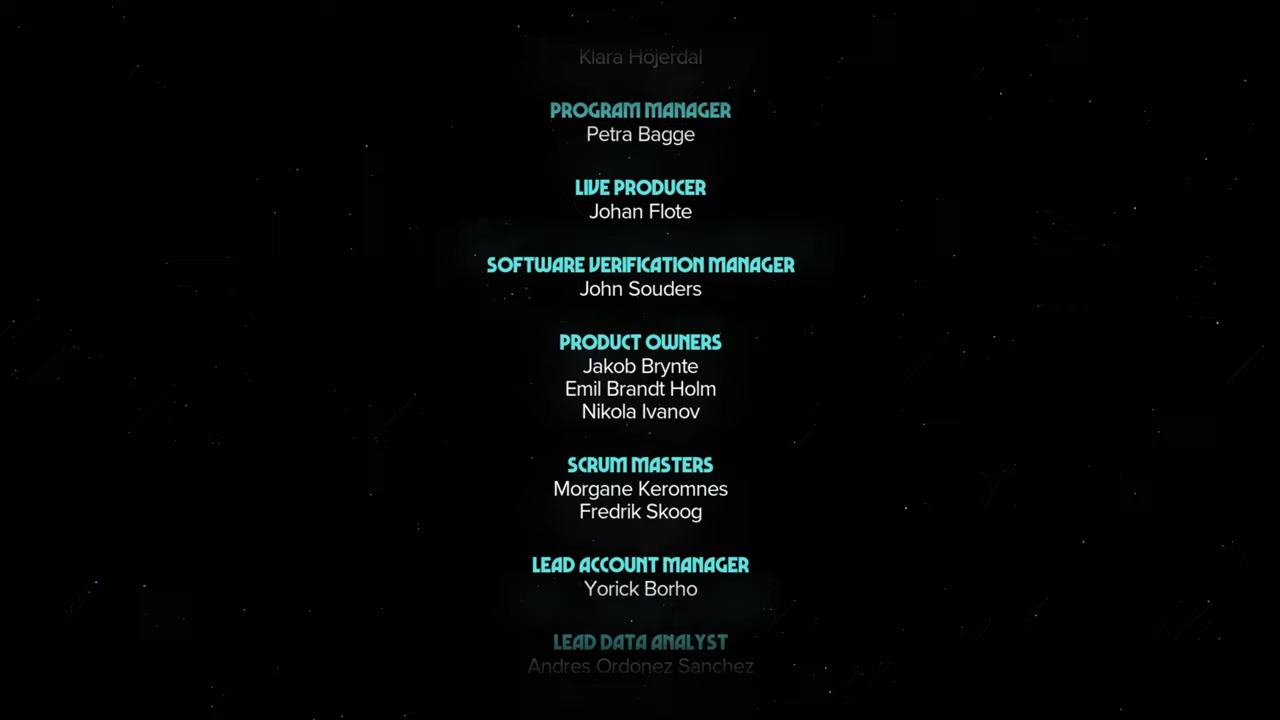 Klara Höjerdal
PROGRAM MANAGER
Petra Bagge
LIVE PRODUCER
Johan Flote
SOFTWARE VERIFICATION MANAGER
John Souders
PRODUCT OWNERS
Jakob Brynte
Emil Brandt Holm
Nikola Ivanov
SCRUM MASTERS
Morgane Keromnes
Fredrik Skoog
LEAD ACCOUNT MANAGER
Yorick Borho
LEAD DATA ANALYST
Andres Ordonez Sanchez